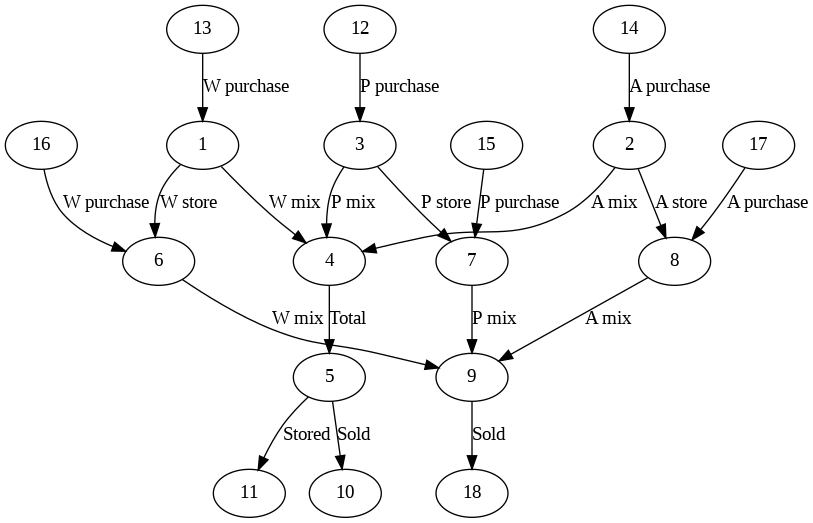 13
12
14
W purchase
P purchase
A purchase
16
1
3
15
2
17
W purchase
W store
W mix
P mix
P store
P purchase
A mix
A store
A purchase
6
4
7
8
W mix
Total
P mix
A mix
5
9
Stored
Sold
Sold
11
10
18